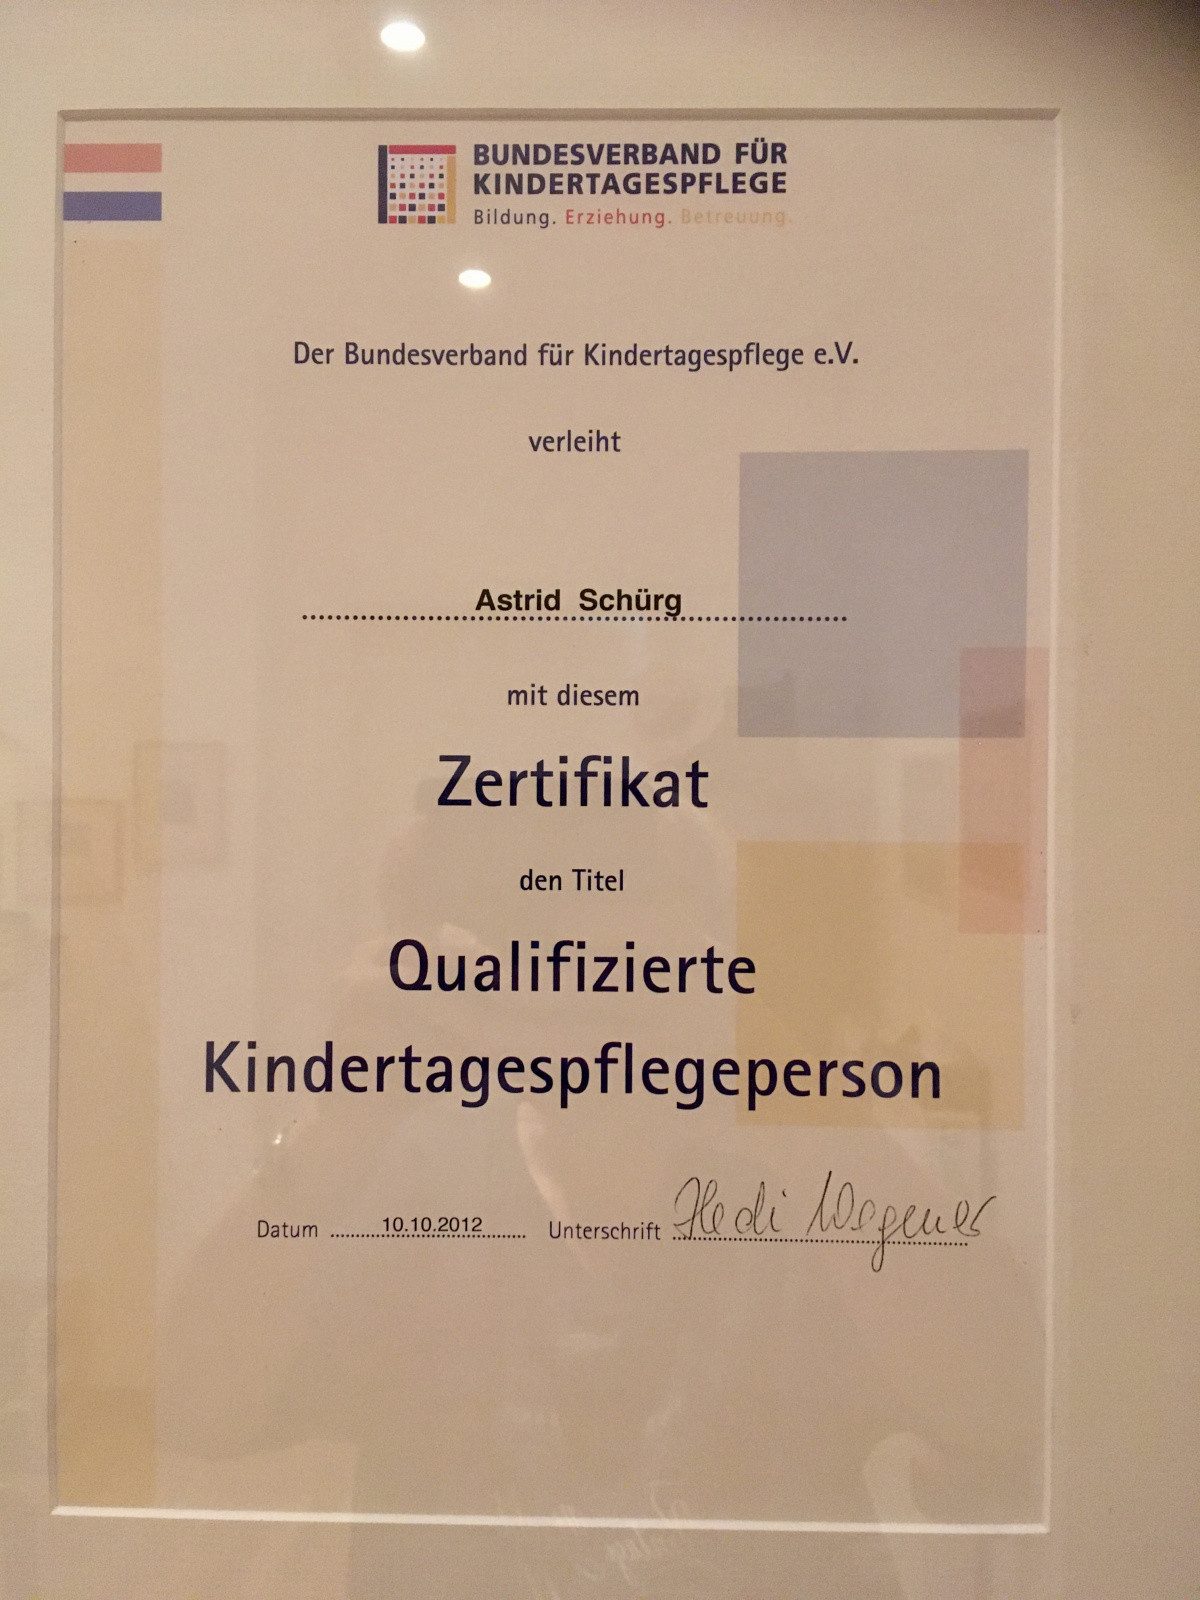 BUNDESVERBAND FÜR
KINDERTAGESPFLEGE
Bildung. Erziehung. Betreuung.
Der Bundesverband für Kindertagespflege e.V.
verleiht
Astrid Schürg
mit diesem
Zertifikat
den Titel
Qualifizierte
Kindertagespflegeperson
Datum 10.10.2012 Unterschrift Hedi Wegener